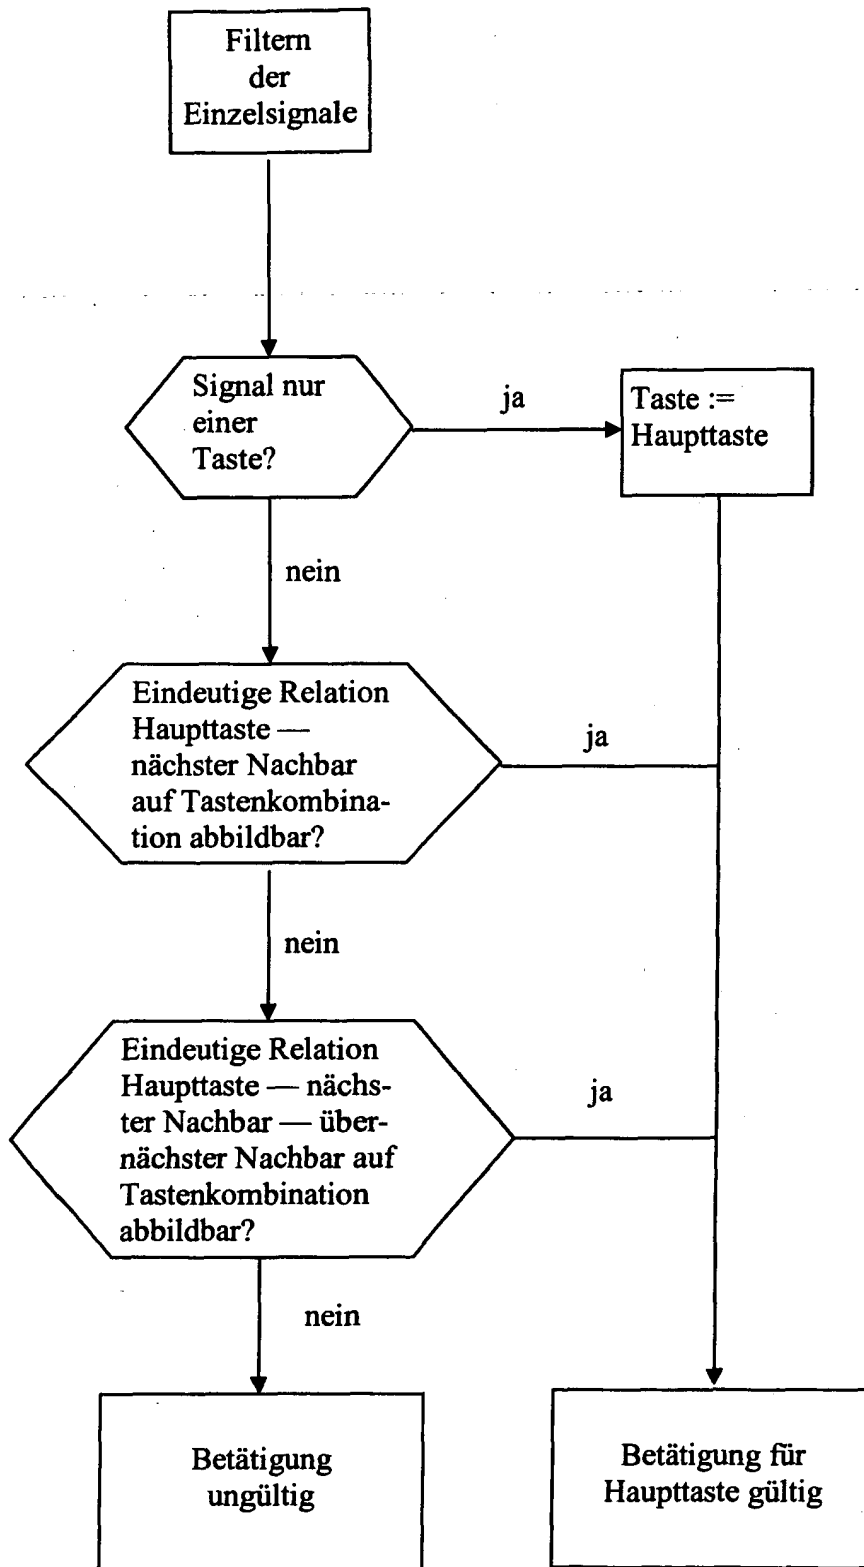 Filtern
der
Einzelsignale
Signal nur
einer
Taste?
ja
Taste :=
Haupttaste
nein
Eindeutige Relation
Haupttaste —
nächster Nachbar
auf Tastenkombina-
tion abbildbar?
ja
nein
Eindeutige Relation
Haupttaste — nächs-
ter Nachbar — über-
nächster Nachbar auf
Tastenkombination
abbildbar?
ja
nein
Betätigung
ungültig
Betätigung für
Haupttaste gültig